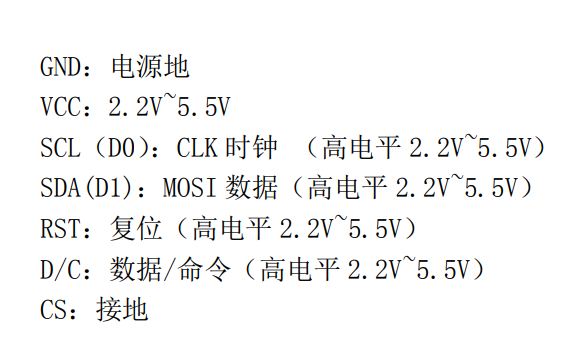 GND：电源地
VCC：2.2V~5.5V
SCL（D0）：CLK 时钟 （高电平 2.2V~5.5V）
SDA(D1)：MOSI 数据（高电平 2.2V~5.5V）
RST：复位（高电平 2.2V~5.5V）
D/C：数据/命令（高电平 2.2V~5.5V）
CS：接地